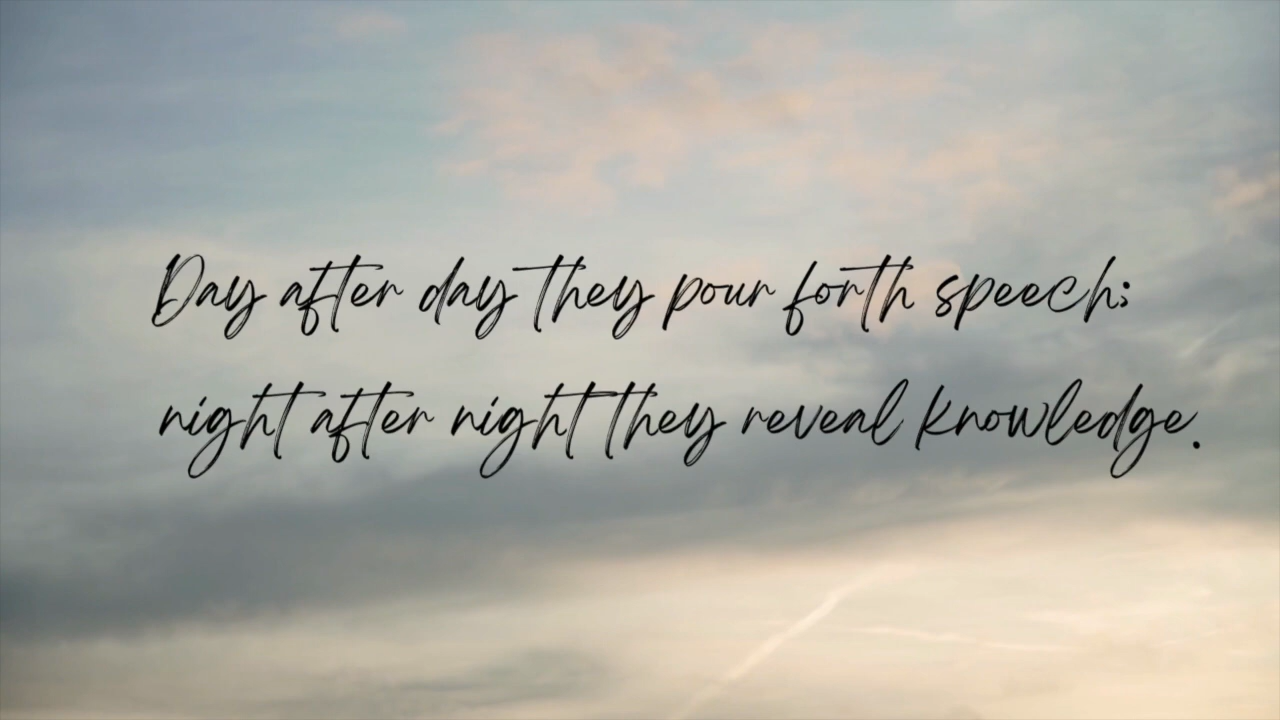 Day after day they pour forth speech;
night after night they reveal knowledge.